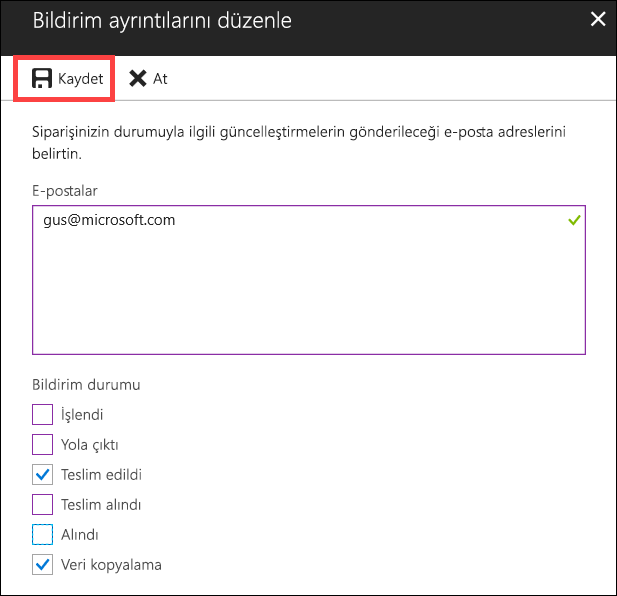 Bildirim ayrıntılarını düzenle
Kaydet
At
Siparişinizin durumuyla ilgili güncelleştirmelerin gönderileceği e-posta adreslerini
belirtin.
E-postalar
gus@microsoft.com
Bildirim durumu
İşlendi
Yola çıktı
Teslim edildi
Teslim alındı
Alındı
Veri kopyalama